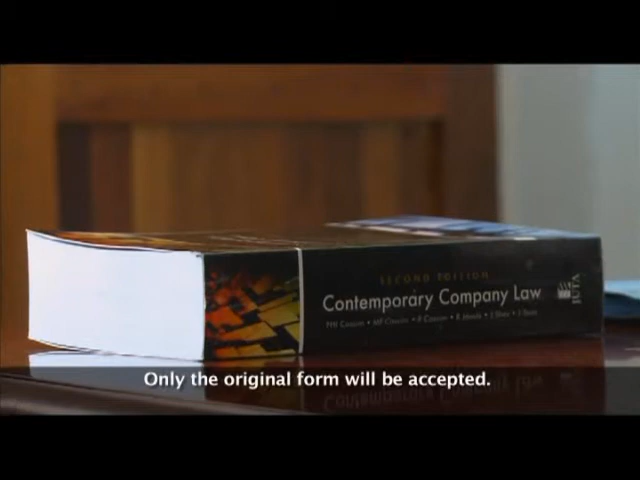 SECOND EDITION
Contemporary Company Law
JUTA
Only the original form will be accepted.